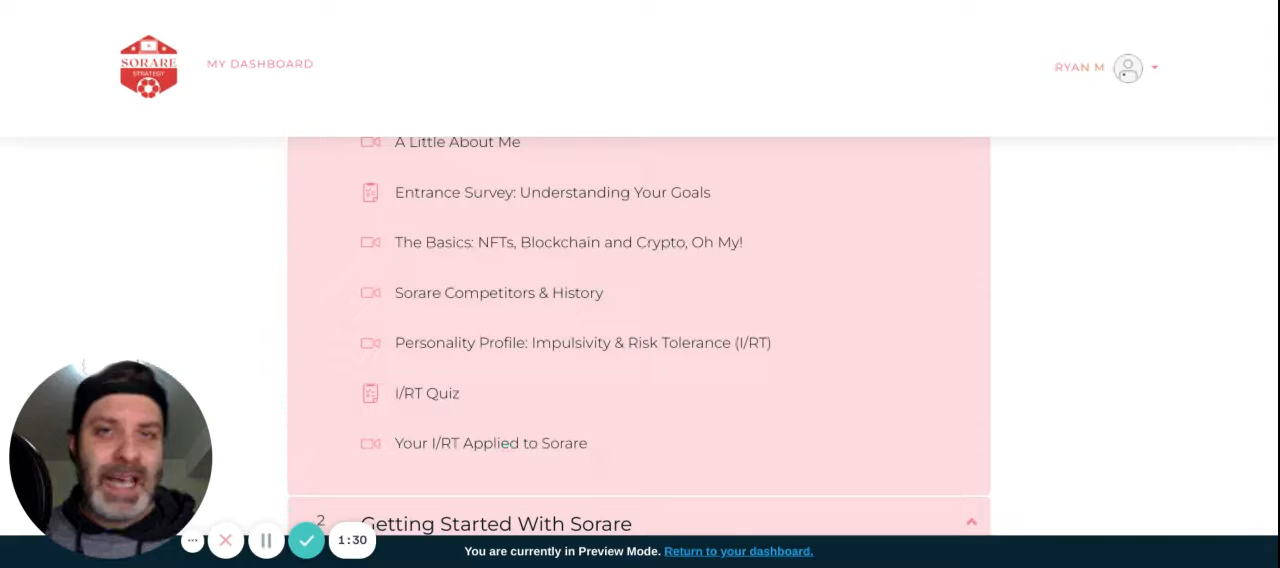 SORARE
STRATEGY
MY DASHBOARD
RYAN M
A Little About Me
Entrance Survey: Understanding Your Goals
The Basics: NFTs, Blockchain and Crypto, Oh My!
Sorare Competitors & History
Personality Profile: Impulsivity & Risk Tolerance (I/RT)
I/RT Quiz
Your I/RT Applied to Sorare
2
Getting Started With Sorare
1:30
You are currently in Preview Mode. Return to your dashboard.